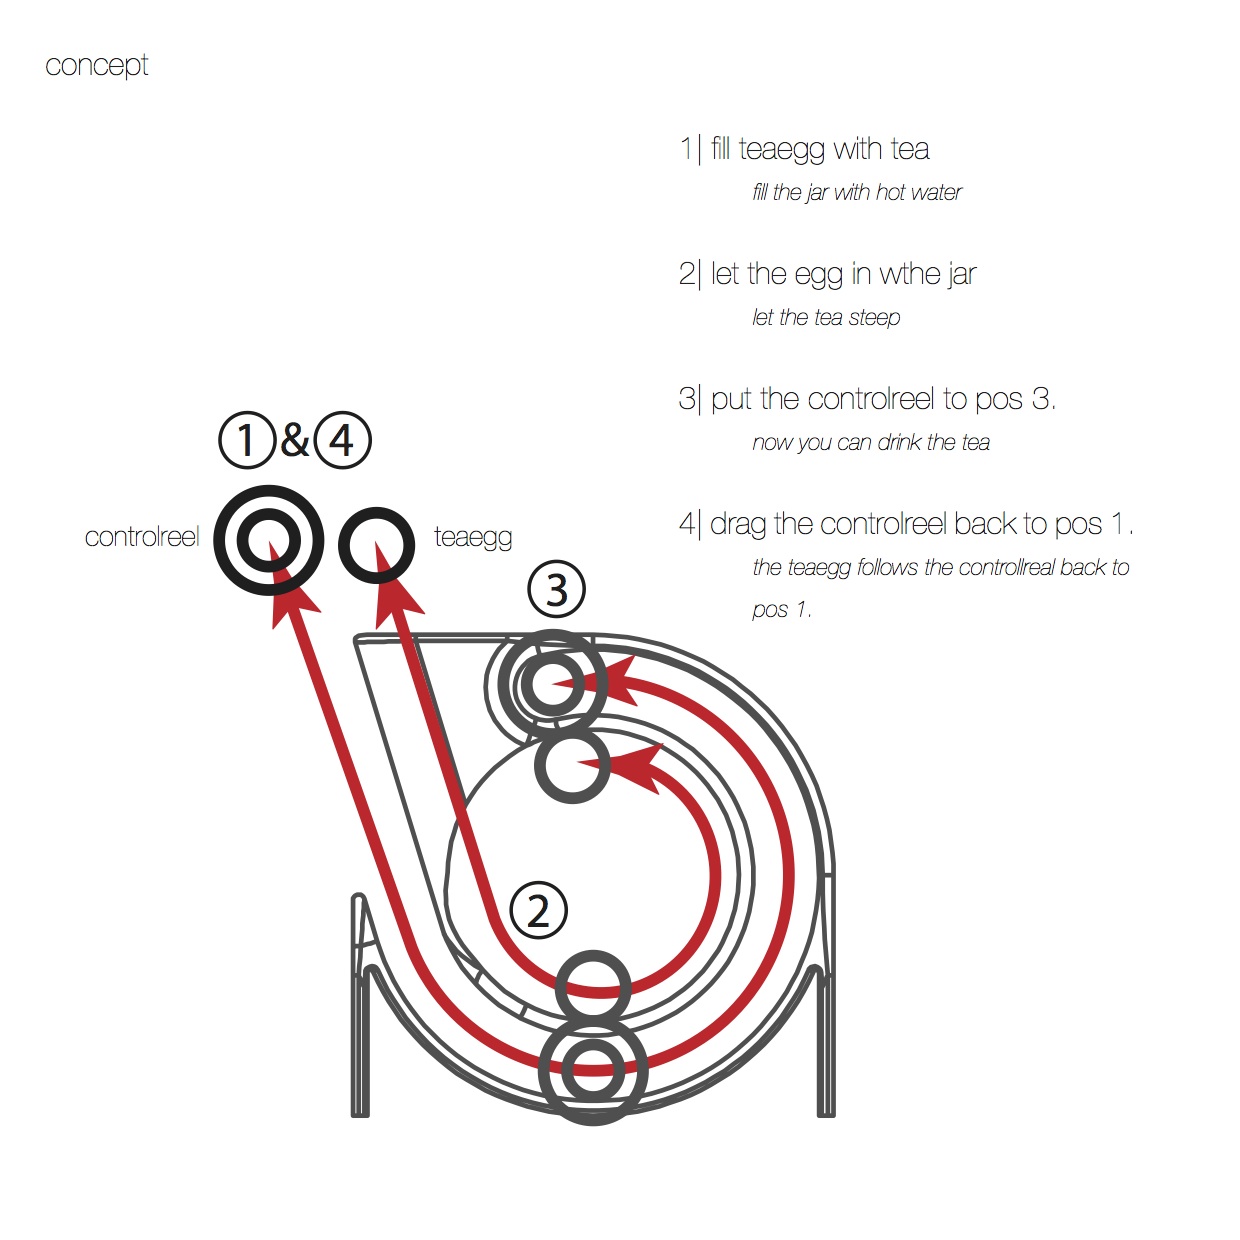 concept
1| fill teaegg with tea
fill the jar with hot water
2| let the egg in wthe jar
let the tea steep
3| put the controlreel to pos 3.
now you can drink the tea
4| drag the controlreel back to pos 1.
the teaegg follows the controllreal back to
pos 1.
1&4
controlreel
teaegg
3
2